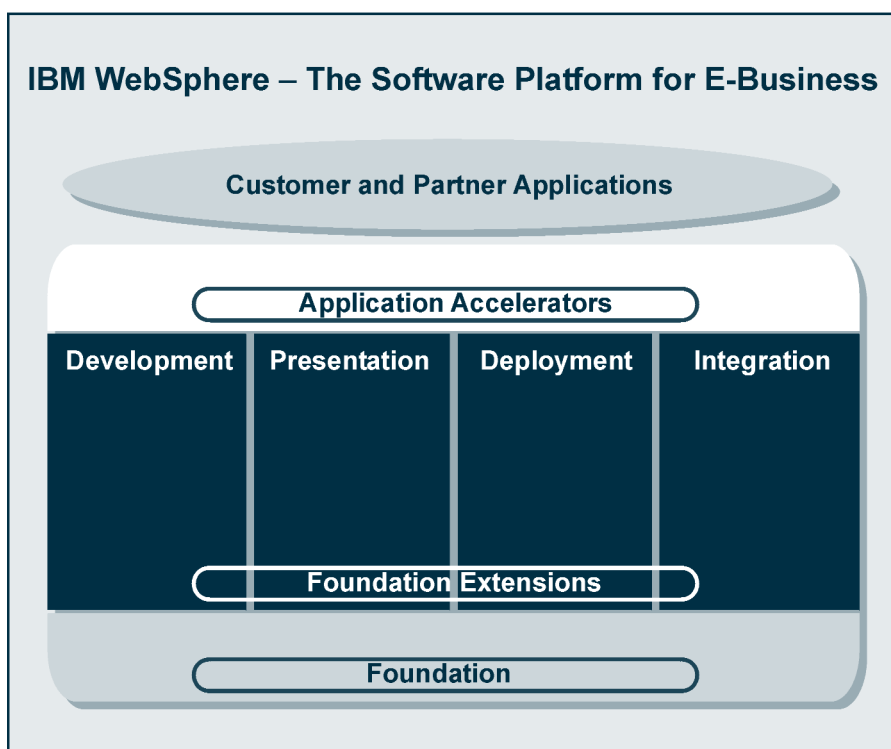 IBM WebSphere – The Software Platform for E-Business
Customer and Partner Applications
Application Accelerators
Development
Presentation
Deployment
Integration
Foundation Extensions
Foundation